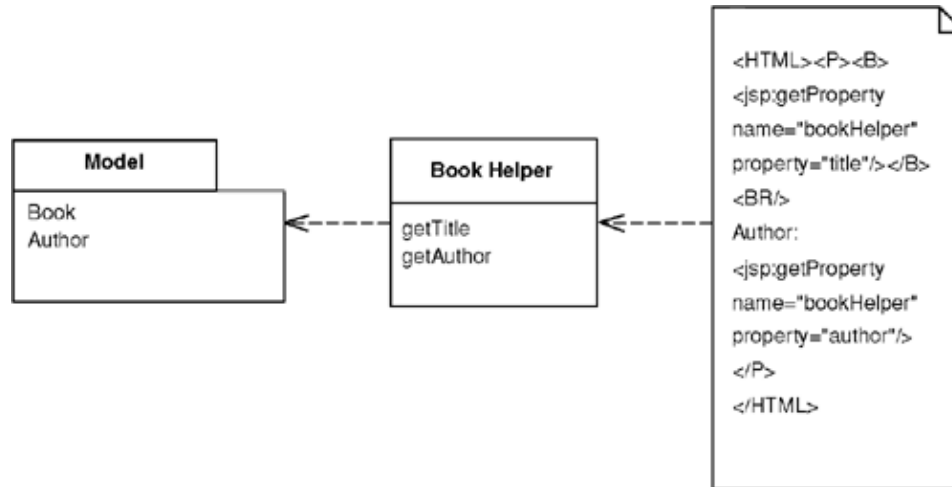 Model
Book
Author
Book Helper
getTitle
getAuthor
<HTML><P><B>
<jsp:getProperty
name="bookHelper"
property="title"/></B>
<BR/>
Author:
<jsp:getProperty
name="bookHelper"
property="author"/>
</P>
</HTML>